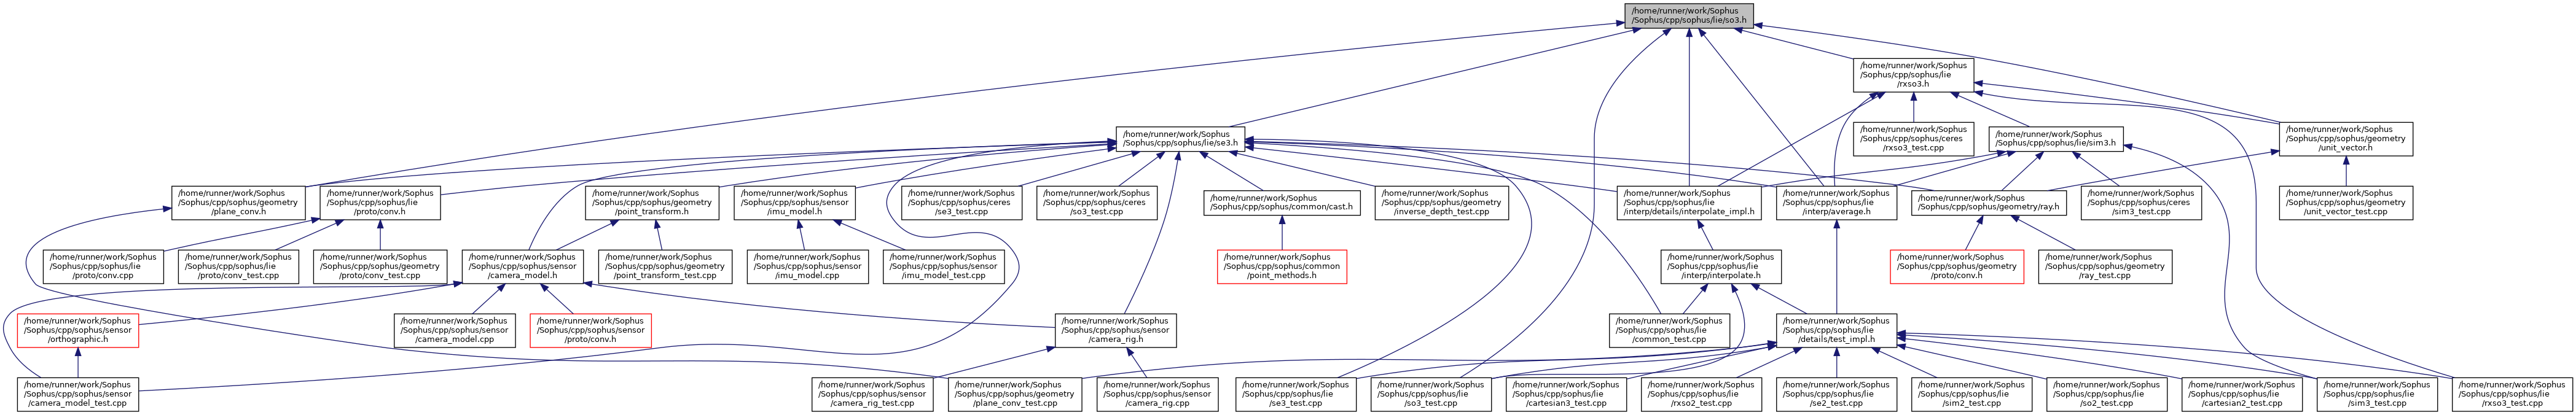 /home/runner/work/Sophus
/Sophus/cpp/sophus/lie/so3.h
/home/runner/work/Sophus
/Sophus/cpp/sophus/lie
/rxso3.h
/home/runner/work/Sophus
/Sophus/cpp/sophus/lie/se3.h
/home/runner/work/Sophus
/Sophus/cpp/sophus/ceres
/rxso3_test.cpp
/home/runner/work/Sophus
/Sophus/cpp/sophus/lie/sim3.h
/home/runner/work/Sophus
/Sophus/cpp/sophus/geometry
/unit_vector.h
/home/runner/work/Sophus
/Sophus/cpp/sophus/geometry
/plane_conv.h
/home/runner/work/Sophus
/Sophus/cpp/sophus/lie
/proto/conv.h
/home/runner/work/Sophus
/Sophus/cpp/sophus/geometry
/point_transform.h
/home/runner/work/Sophus
/Sophus/cpp/sophus/sensor
/imu_model.h
/home/runner/work/Sophus
/Sophus/cpp/sophus/ceres
/se3_test.cpp
/home/runner/work/Sophus
/Sophus/cpp/sophus/ceres
/so3_test.cpp
/home/runner/work/Sophus
/Sophus/cpp/sophus/common/cast.h
/home/runner/work/Sophus
/Sophus/cpp/sophus/geometry
/inverse_depth_test.cpp
/home/runner/work/Sophus
/Sophus/cpp/sophus/lie
/interp/details/interpolate_impl.h
/home/runner/work/Sophus
/Sophus/cpp/sophus/lie
/interp/average.h
/home/runner/work/Sophus
/Sophus/cpp/sophus/geometry/ray.h
/home/runner/work/Sophus
/Sophus/cpp/sophus/ceres
/sim3_test.cpp
/home/runner/work/Sophus
/Sophus/cpp/sophus/geometry
/unit_vector_test.cpp
/home/runner/work/Sophus
/Sophus/cpp/sophus/lie
/proto/conv.cpp
/home/runner/work/Sophus
/Sophus/cpp/sophus/lie
/proto/conv_test.cpp
/home/runner/work/Sophus
/Sophus/cpp/sophus/geometry
/proto/conv_test.cpp
/home/runner/work/Sophus
/Sophus/cpp/sophus/sensor
/camera_model.h
/home/runner/work/Sophus
/Sophus/cpp/sophus/geometry
/point_transform_test.cpp
/home/runner/work/Sophus
/Sophus/cpp/sophus/sensor
/imu_model.cpp
/home/runner/work/Sophus
/Sophus/cpp/sophus/sensor
/imu_model_test.cpp
/home/runner/work/Sophus
/Sophus/cpp/sophus/common
/point_methods.h
/home/runner/work/Sophus
/Sophus/cpp/sophus/lie
/interp/interpolate.h
/home/runner/work/Sophus
/Sophus/cpp/sophus/geometry
/proto/conv.h
/home/runner/work/Sophus
/Sophus/cpp/sophus/geometry
/ray_test.cpp
/home/runner/work/Sophus
/Sophus/cpp/sophus/sensor
/orthographic.h
/home/runner/work/Sophus
/Sophus/cpp/sophus/sensor
/camera_model.cpp
/home/runner/work/Sophus
/Sophus/cpp/sophus/sensor
/proto/conv.h
/home/runner/work/Sophus
/Sophus/cpp/sophus/sensor
/camera_rig.h
/home/runner/work/Sophus
/Sophus/cpp/sophus/lie
/common_test.cpp
/home/runner/work/Sophus
/Sophus/cpp/sophus/lie
/details/test_impl.h
/home/runner/work/Sophus
/Sophus/cpp/sophus/sensor
/camera_model_test.cpp
/home/runner/work/Sophus
/Sophus/cpp/sophus/sensor
/camera_rig_test.cpp
/home/runner/work/Sophus
/Sophus/cpp/sophus/geometry
/plane_conv_test.cpp
/home/runner/work/Sophus
/Sophus/cpp/sophus/sensor
/camera_rig.cpp
/home/runner/work/Sophus
/Sophus/cpp/sophus/lie
/se3_test.cpp
/home/runner/work/Sophus
/Sophus/cpp/sophus/lie
/so3_test.cpp
/home/runner/work/Sophus
/Sophus/cpp/sophus/lie
/cartesian3_test.cpp
/home/runner/work/Sophus
/Sophus/cpp/sophus/lie
/rxso2_test.cpp
/home/runner/work/Sophus
/Sophus/cpp/sophus/lie
/se2_test.cpp
/home/runner/work/Sophus
/Sophus/cpp/sophus/lie
/sim2_test.cpp
/home/runner/work/Sophus
/Sophus/cpp/sophus/lie
/so2_test.cpp
/home/runner/work/Sophus
/Sophus/cpp/sophus/lie
/cartesian2_test.cpp
/home/runner/work/Sophus
/Sophus/cpp/sophus/lie
/sim3_test.cpp
/home/runner/work/Sophus
/Sophus/cpp/sophus/lie
/rxso3_test.cpp